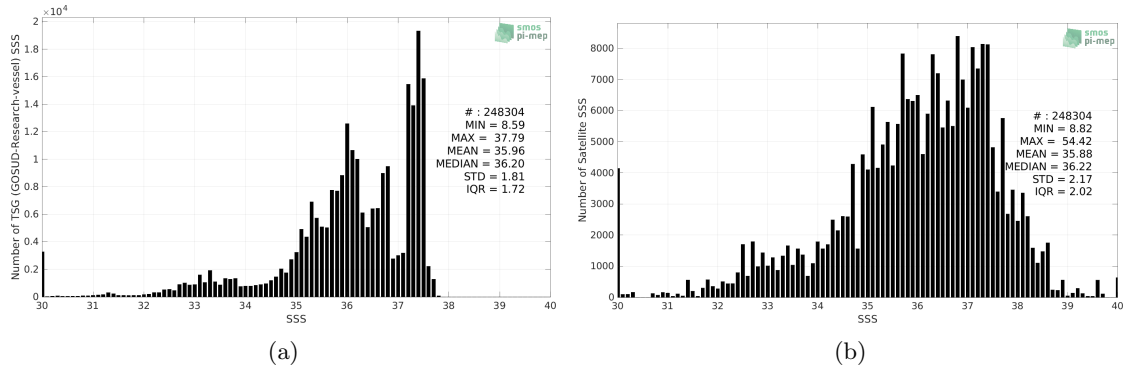 ×10⁴
2
1.8
1.6
1.4
1.2
1
0.8
0.6
0.4
0.2
0
30 31 32 33 34 35 36 37 38 39 40
SSS
Number of TSG (GOSUD-Research-vessel) SSS
smos
pi-mep
# : 248304
MIN = 8.59
MAX = 37.79
MEAN = 35.96
MEDIAN = 36.20
STD = 1.81
IQR = 1.72
(a)
8000
7000
6000
5000
4000
3000
2000
1000
0
30 31 32 33 34 35 36 37 38 39 40
SSS
Number of Satellite SSS
smos
pi-mep
# : 248304
MIN = 8.82
MAX = 54.42
MEAN = 35.88
MEDIAN = 36.22
STD = 2.17
IQR = 2.02
(b)